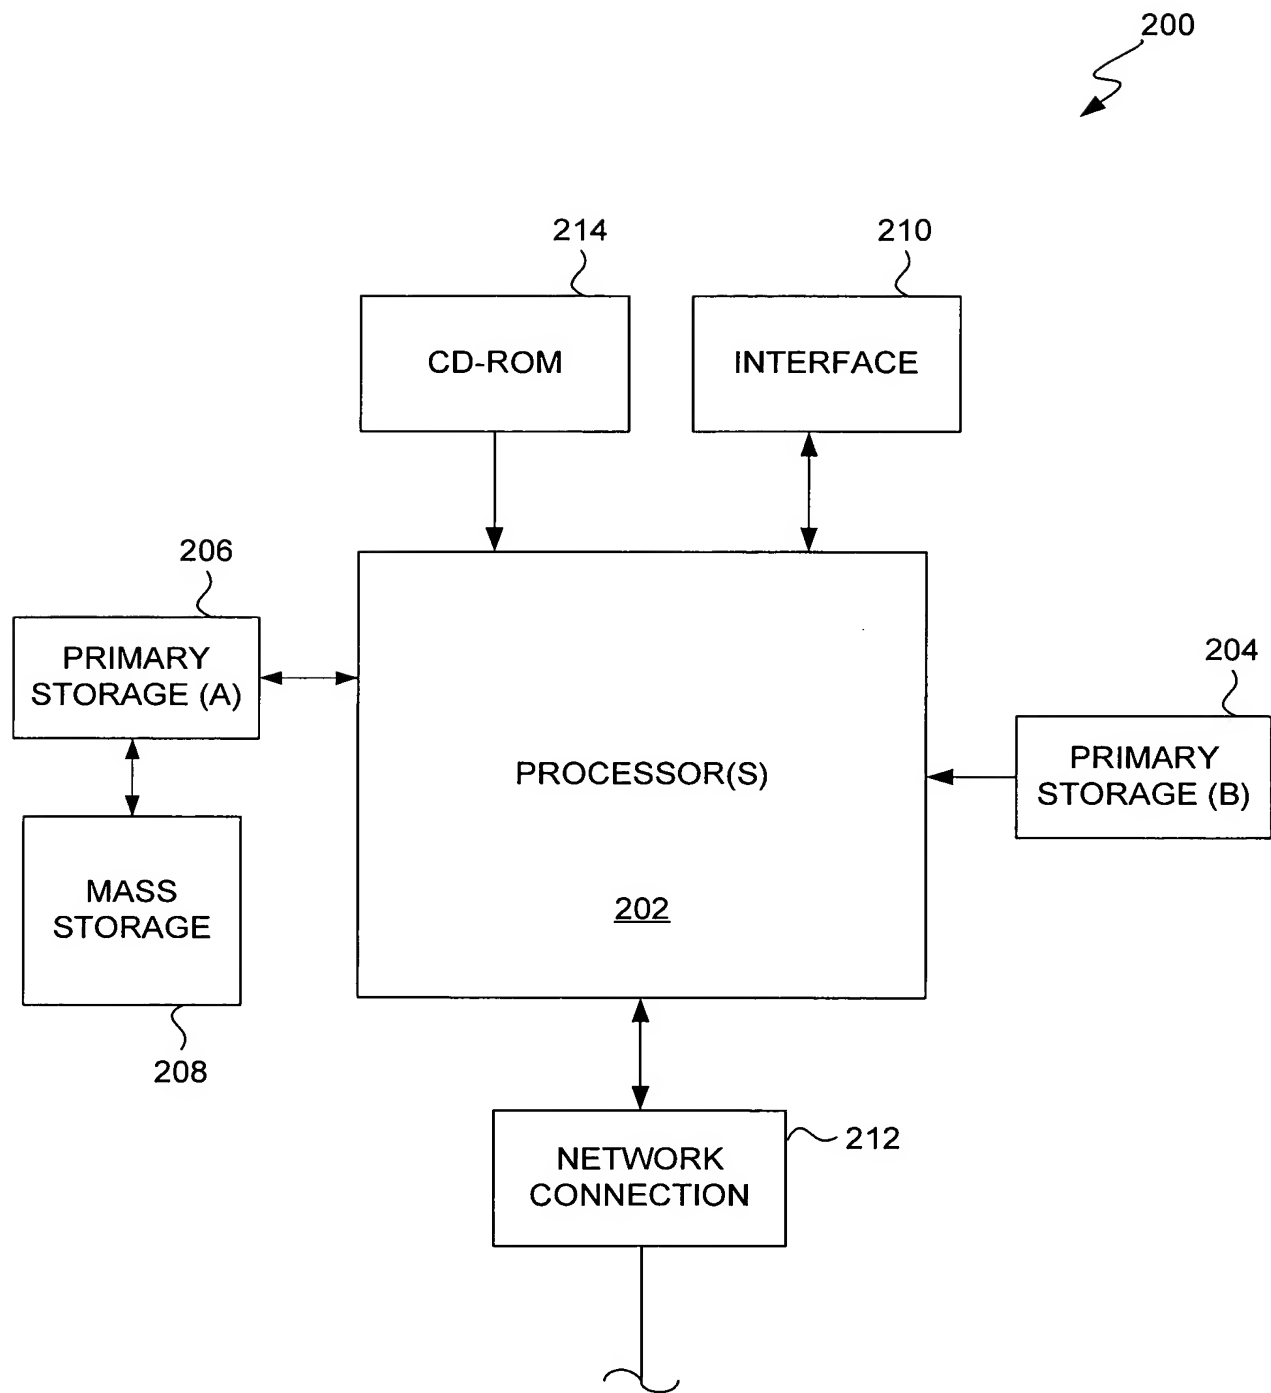 200
214
210
CD-ROM
INTERFACE
206
PRIMARY
STORAGE (A)
204
PRIMARY
STORAGE (B)
PROCESSOR(S)
202
MASS
STORAGE
208
212
NETWORK
CONNECTION